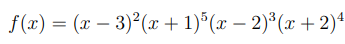 f(x) = (x − 3)²(x + 1)⁵(x − 2)³(x + 2)⁴